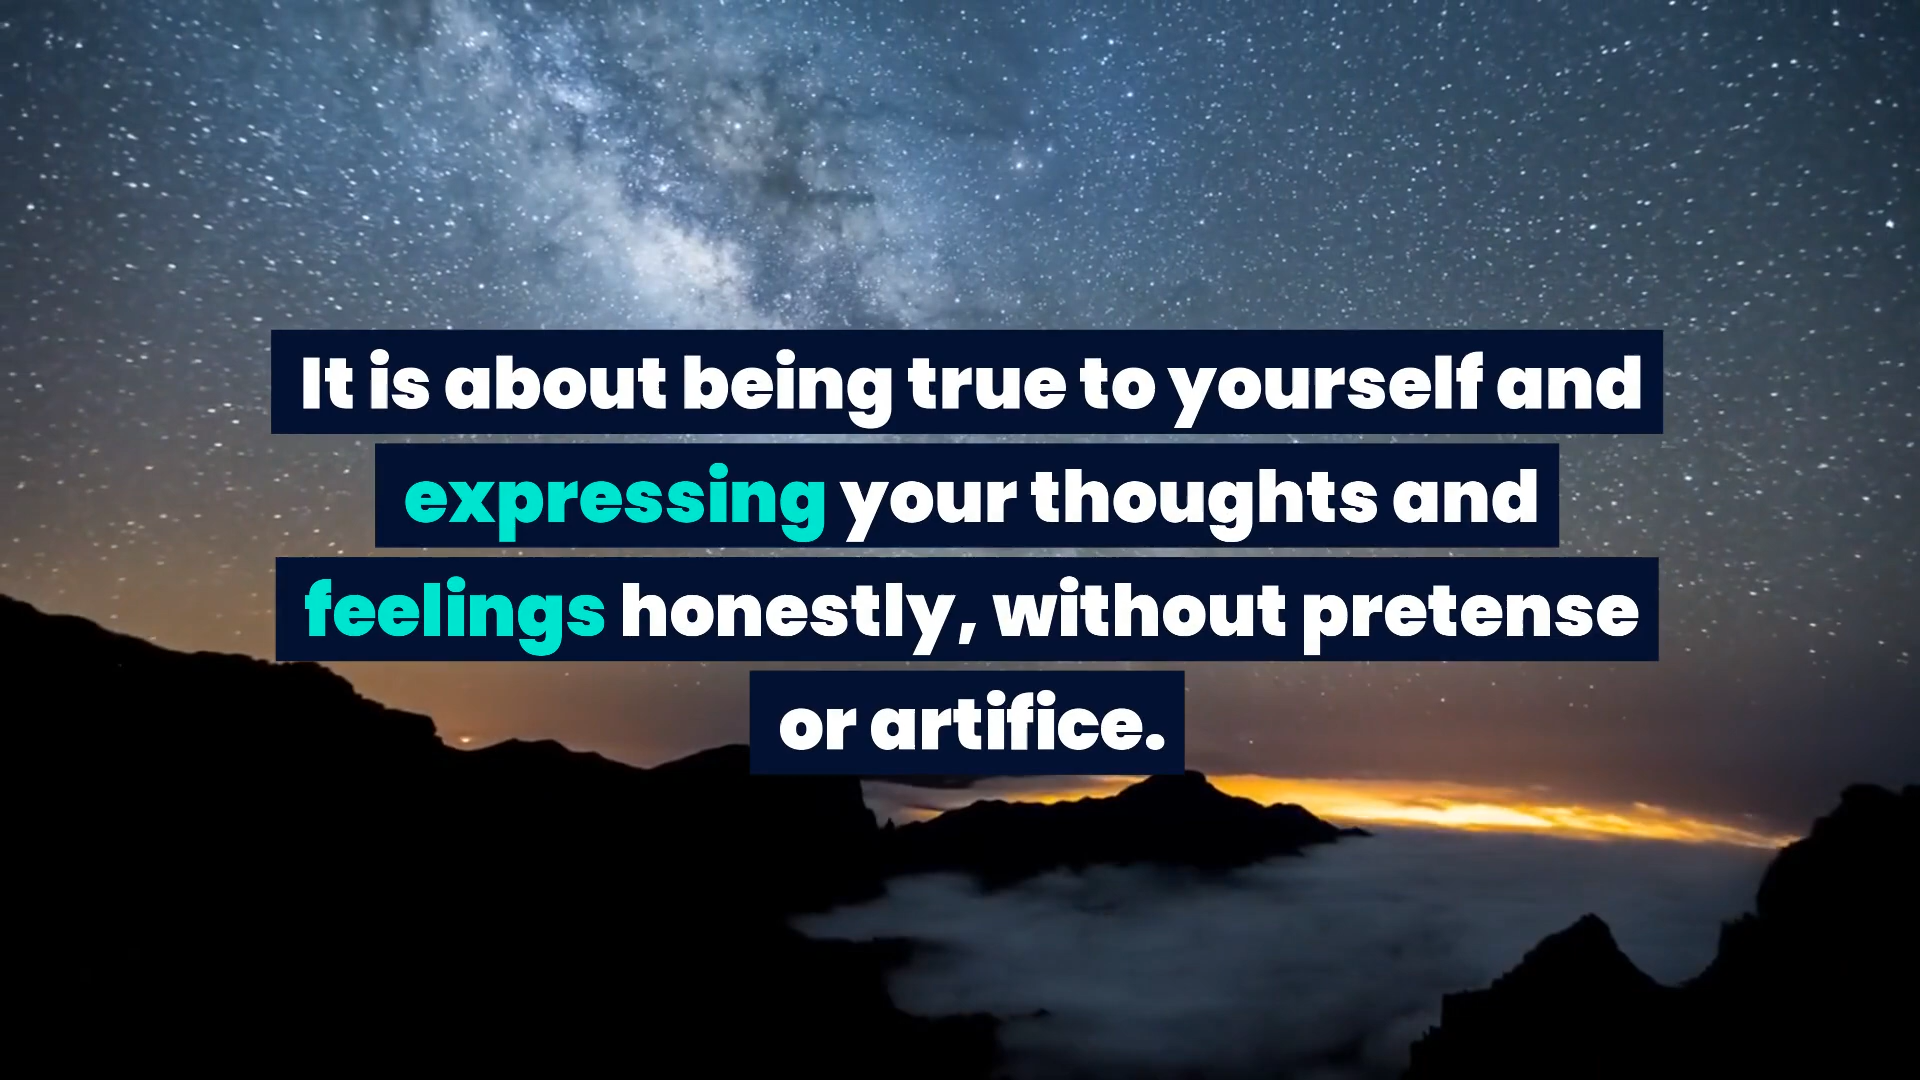 It is about being true to yourself and
expressing your thoughts and
feelings honestly, without pretense
or artifice.